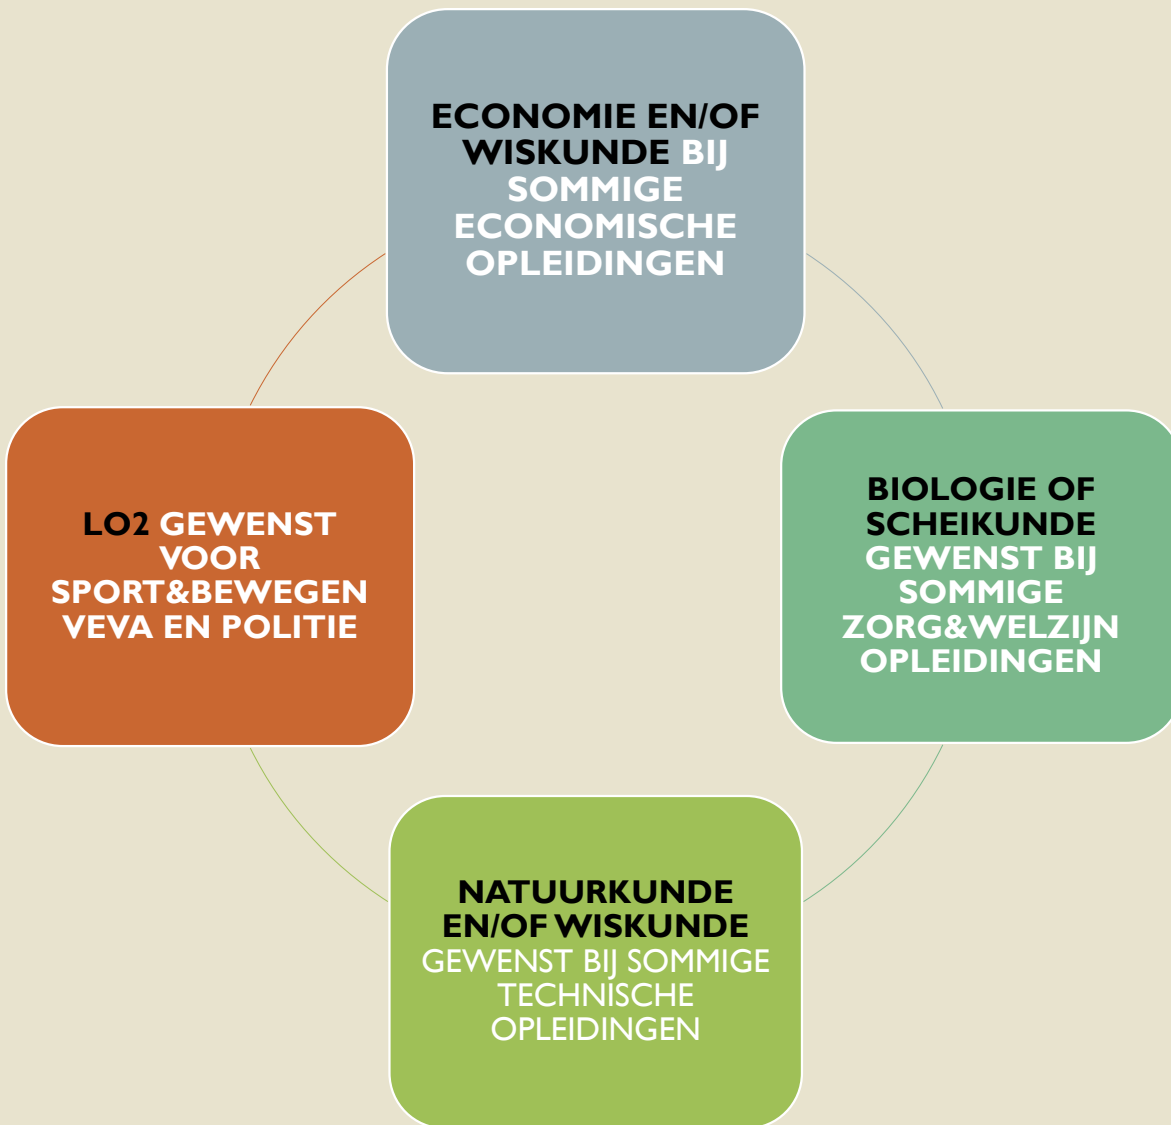 ECONOMIE EN/OF
WISKUNDE BIJ
SOMMIGE
ECONOMISCHE
OPLEIDINGEN
BIOLOGIE OF
SCHEIKUNDE
GEWENST BIJ
SOMMIGE
ZORG&WELZIJN
OPLEIDINGEN
NATUURKUNDE
EN/OF WISKUNDE
GEWENST BIJ SOMMIGE
TECHNISCHE
OPLEIDINGEN
LO2 GEWENST
VOOR
SPORT&BEWEGEN
VEVA EN POLITIE